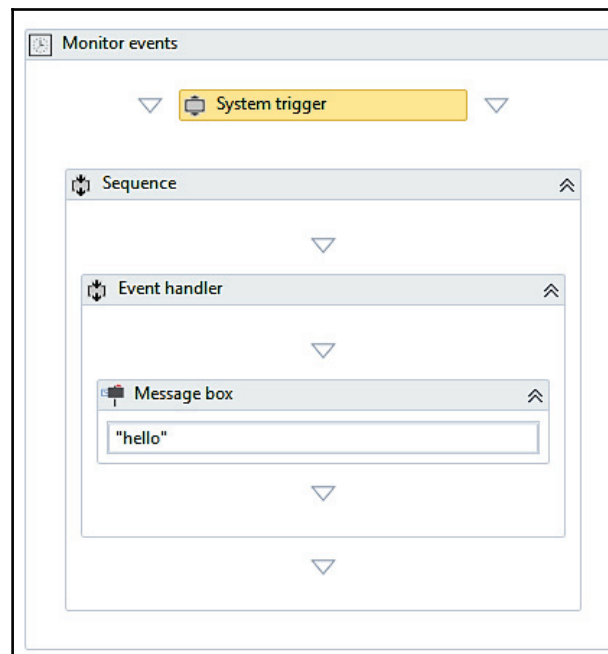 Monitor events
System trigger
Sequence
Event handler
Message box
"hello"